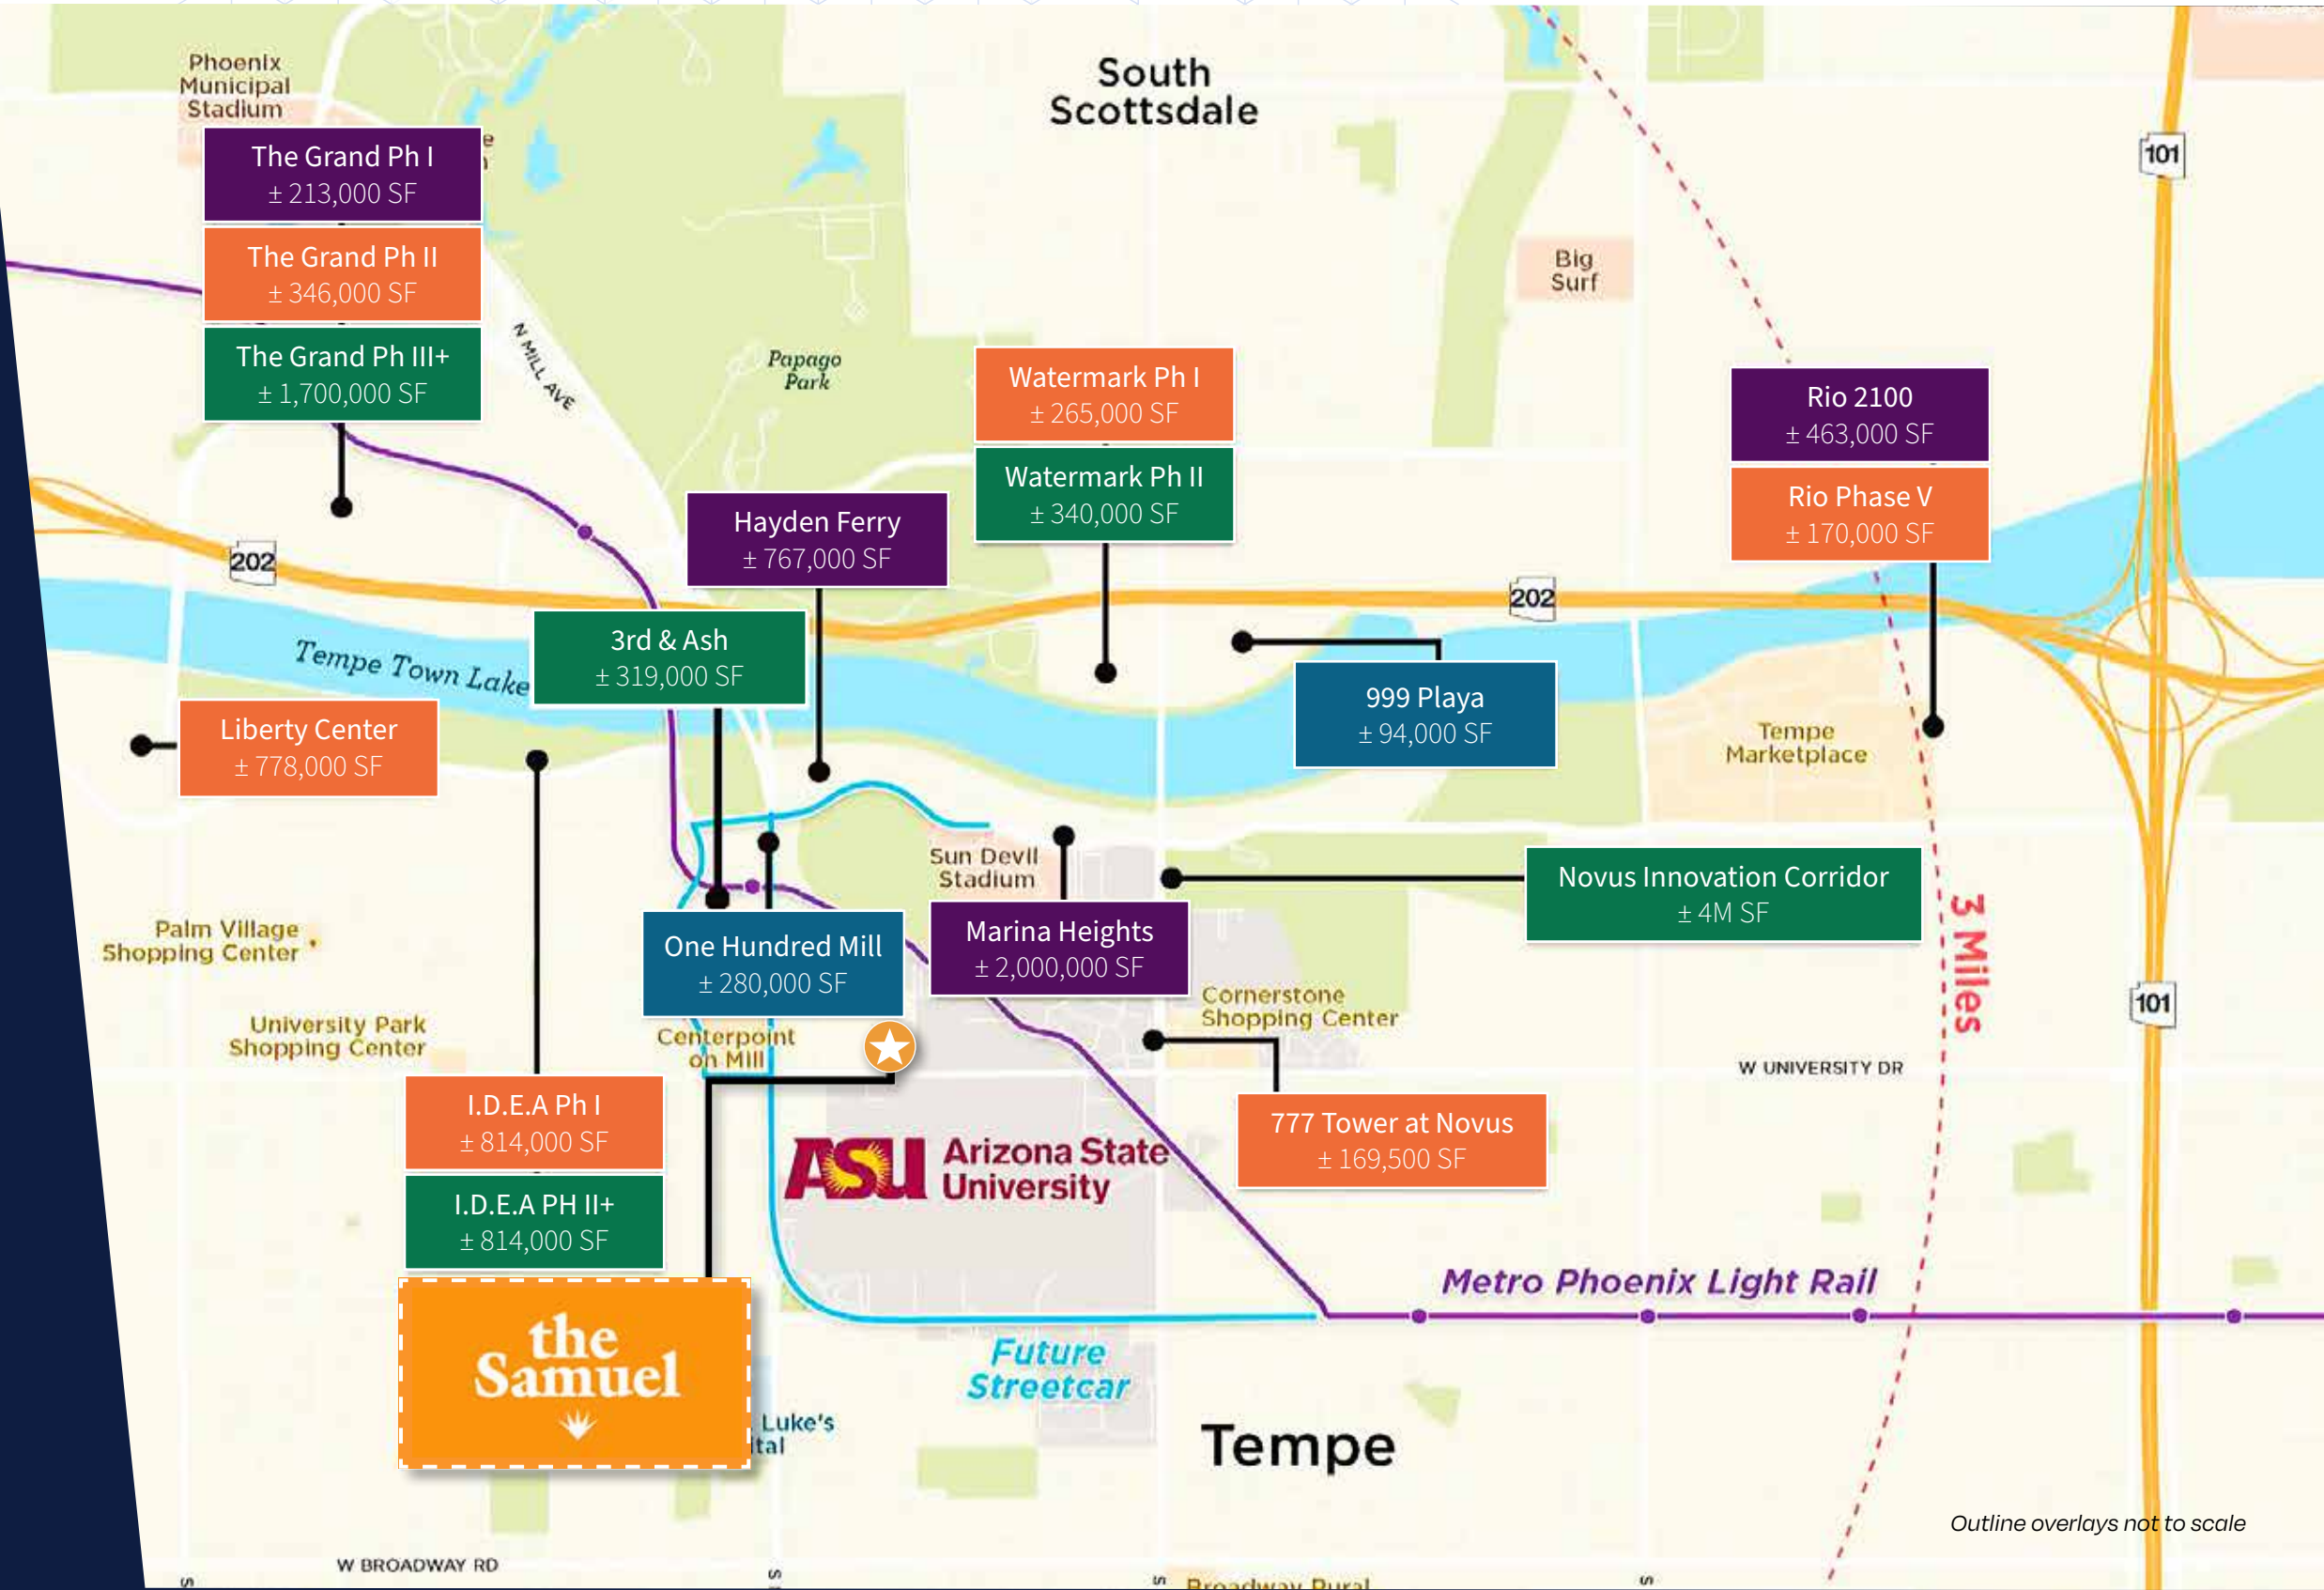 Phoenix
Municipal
Stadium
South
Scottsdale
101
The Grand Ph I
± 213,000 SF
The Grand Ph II
± 346,000 SF
The Grand Ph III+
± 1,700,000 SF
N MILL AVE
Papago
Park
Big
Surf
Watermark Ph I
± 265,000 SF
Watermark Ph II
± 340,000 SF
Rio 2100
± 463,000 SF
Rio Phase V
± 170,000 SF
Hayden Ferry
± 767,000 SF
202
202
3rd & Ash
± 319,000 SF
Tempe Town Lake
Liberty Center
± 778,000 SF
999 Playa
± 94,000 SF
Tempe
Marketplace
Sun Devil
Stadium
Novus Innovation Corridor
± 4M SF
3 Miles
Palm Village
Shopping Center
One Hundred Mill
± 280,000 SF
Marina Heights
± 2,000,000 SF
Cornerstone
Shopping Center
101
University Park
Shopping Center
Centerpoint
on Mill
W UNIVERSITY DR
I.D.E.A Ph I
± 814,000 SF
I.D.E.A PH II+
± 814,000 SF
777 Tower at Novus
± 169,500 SF
ASU Arizona State
University
Metro Phoenix Light Rail
the
Samuel
Future
Streetcar
Luke's
Tempe
Outline overlays not to scale
W BROADWAY RD
S
S
S
S
Broadway Rural